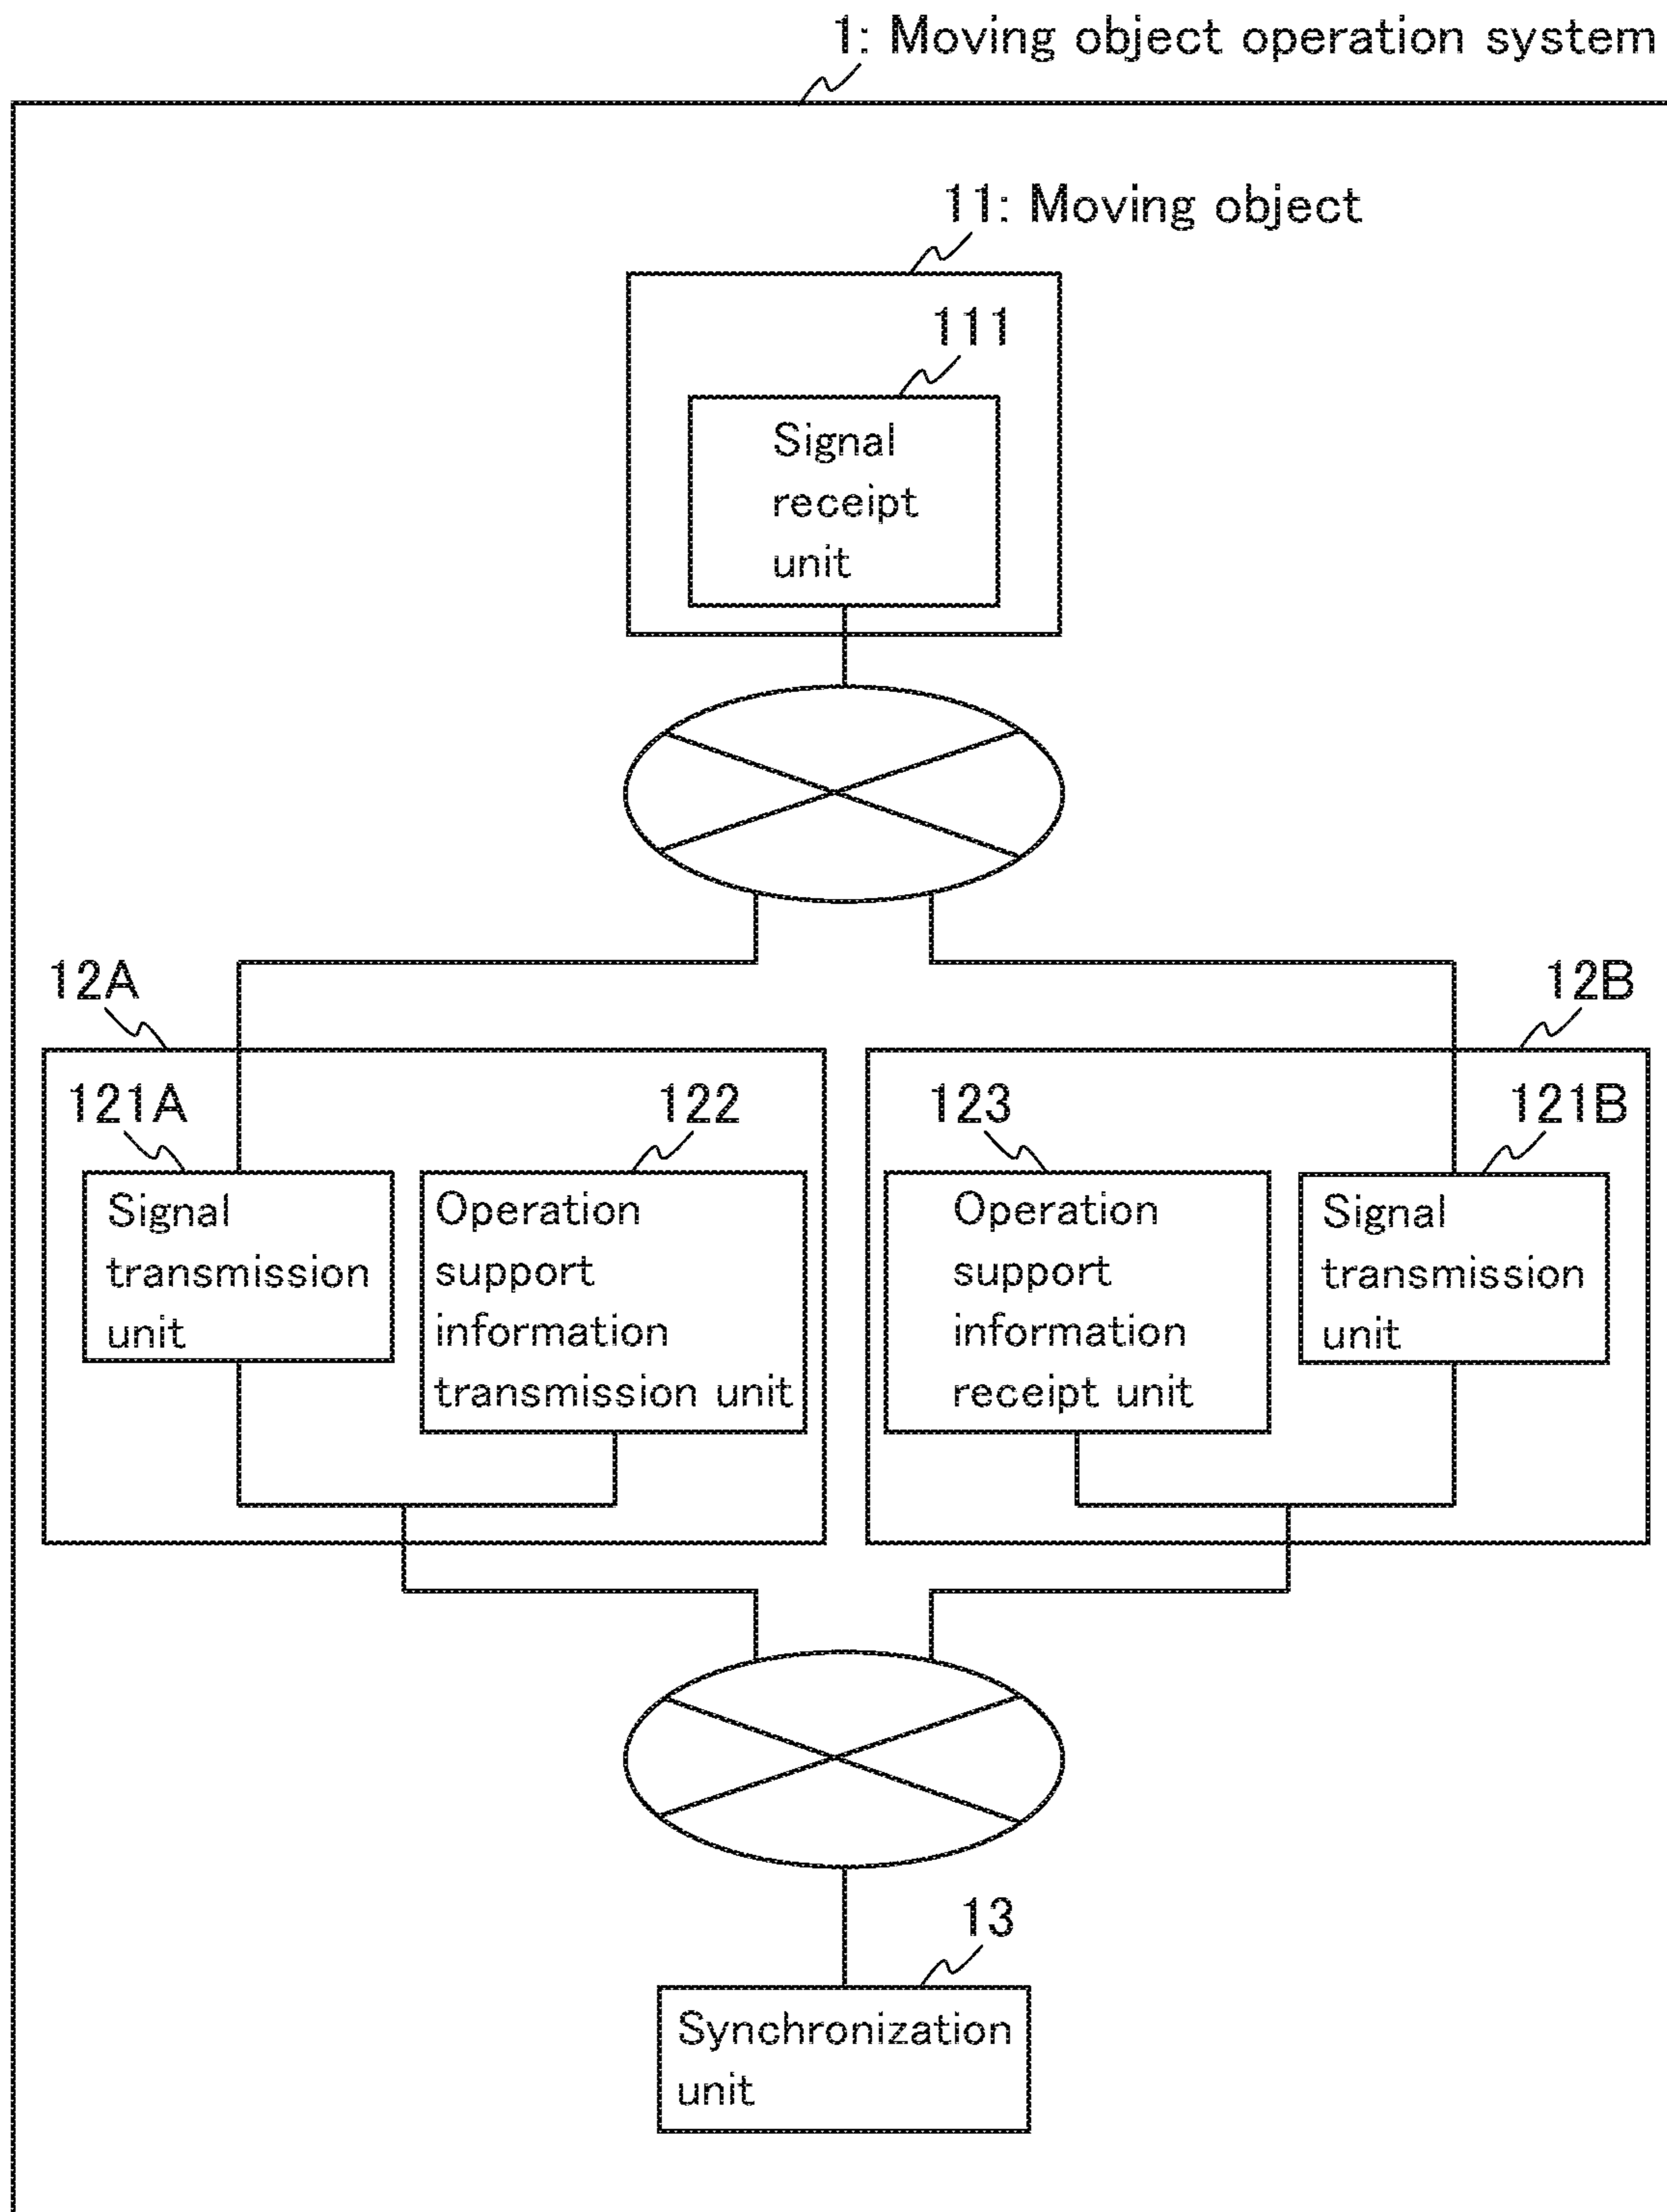 1: Moving object operation system
11: Moving object
111
Signal
receipt
unit
12A
12B
121A
122
123
121B
Signal
transmission
unit
Operation
support
information
transmission unit
Operation
support
information
receipt unit
Signal
transmission
unit
13
Synchronization
unit